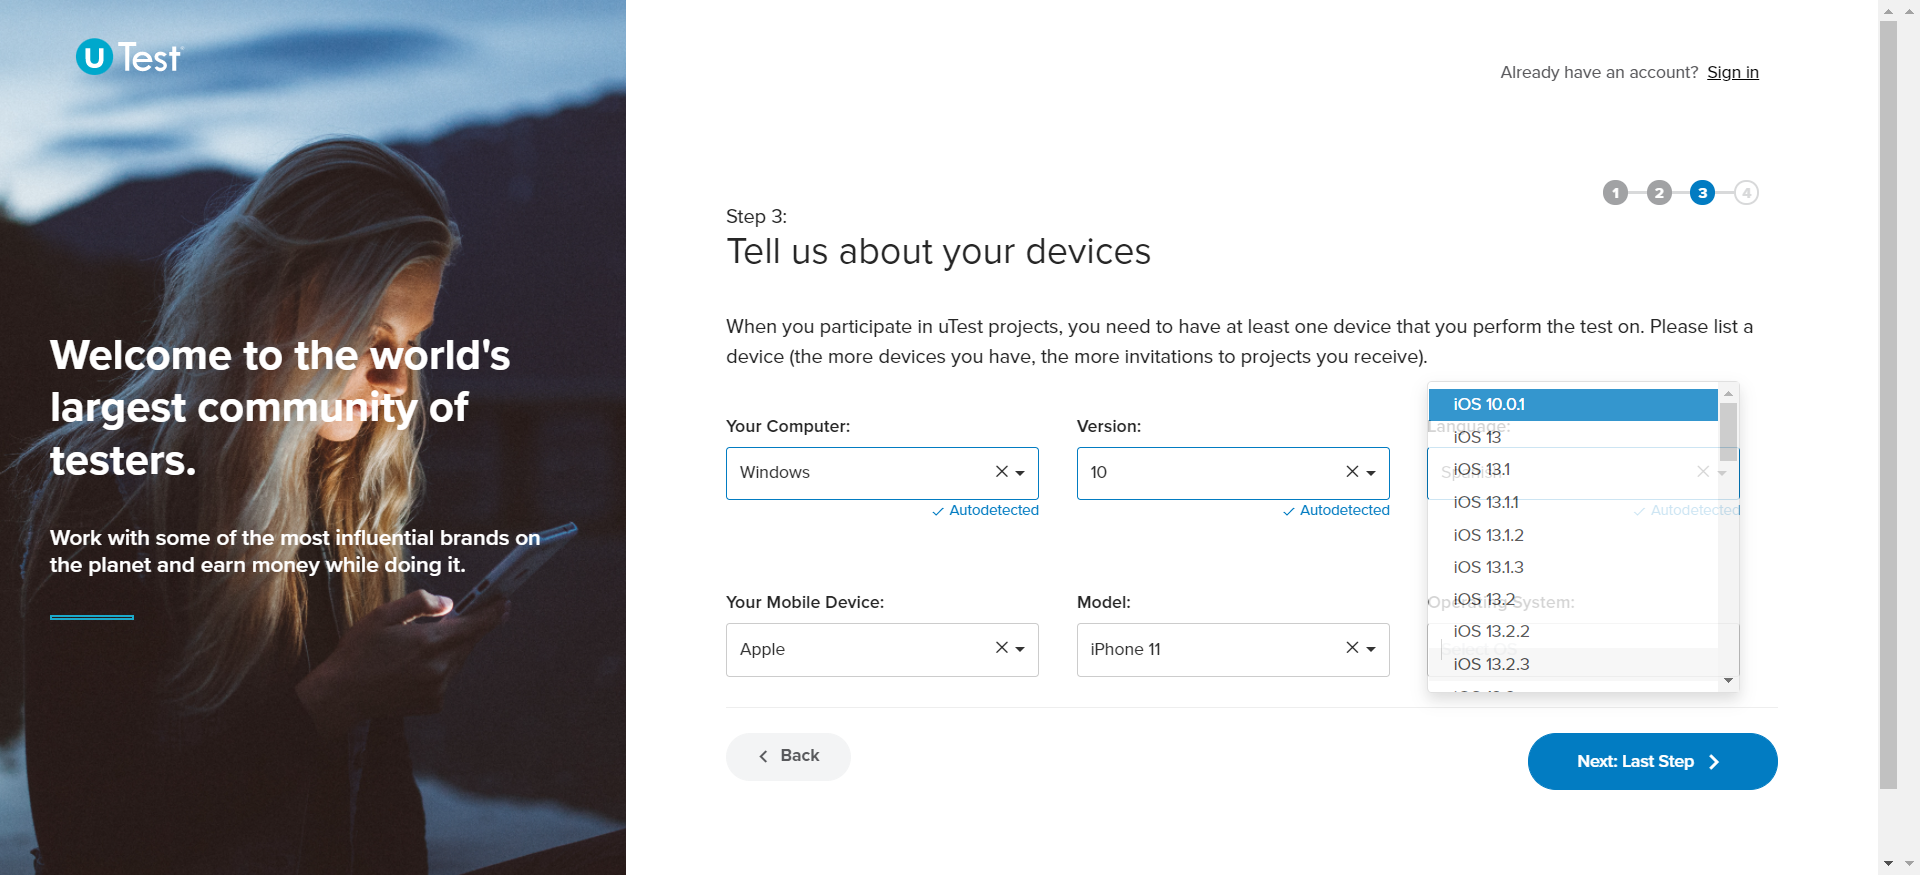 U Test
Already have an account? Sign in
1 2 3 4
Step 3:
Tell us about your devices
When you participate in uTest projects, you need to have at least one device that you perform the test on. Please list a
device (the more devices you have, the more invitations to projects you receive).
Your Computer:
Windows
Autodetected
Version:
10
Autodetected
Language:
Spanish
Autodetected
Your Mobile Device:
Apple
Model:
iPhone 11
Operating System:
Select OS
iOS 10.0.1
iOS 13
iOS 13.1
iOS 13.1.1
iOS 13.1.2
iOS 13.1.3
iOS 13.2
iOS 13.2.2
iOS 13.2.3
Back
Next: Last Step
Welcome to the world's
largest community of
testers.
Work with some of the most influential brands on
the planet and earn money while doing it.